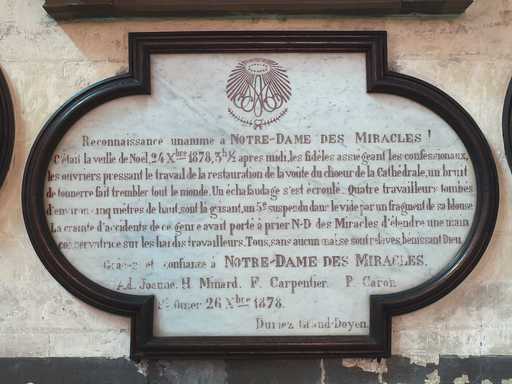 Reconnaissance unanime à NOTRE-DAME DES MIRACLES!
C'était la veille de Noël, 24 Xbre 1878, 3h ½ après midi, les fidèles assiégeant les confessionaux,
les ouvriers pressant le travail de la restauration de la voûte du choeur de la Cathédrale, un bruit
de tonnerre fait trembler tout le monde. Un échafaudage s'est écroulé. Quatre travailleurs tombés
d'environ cinq mètres de haut, sont là gisant, un 5e suspendu dans le vide par un fragment de sa blouse
La crainte d'accidents de ce genre avait porté à prier N-D des Miracles d'étendre une main
conservatrice sur les hardis travailleurs. Tous, sans aucun mal se sont relevés, bénissant Dieu.
Grâces et confiance à NOTRE-DAME DES MIRACLES.
Ad. Joanne. H. Minard. F. Carpentier. P. Caron
St Omer 26 Xbre 1878.
Duriez Grand-Doyen.